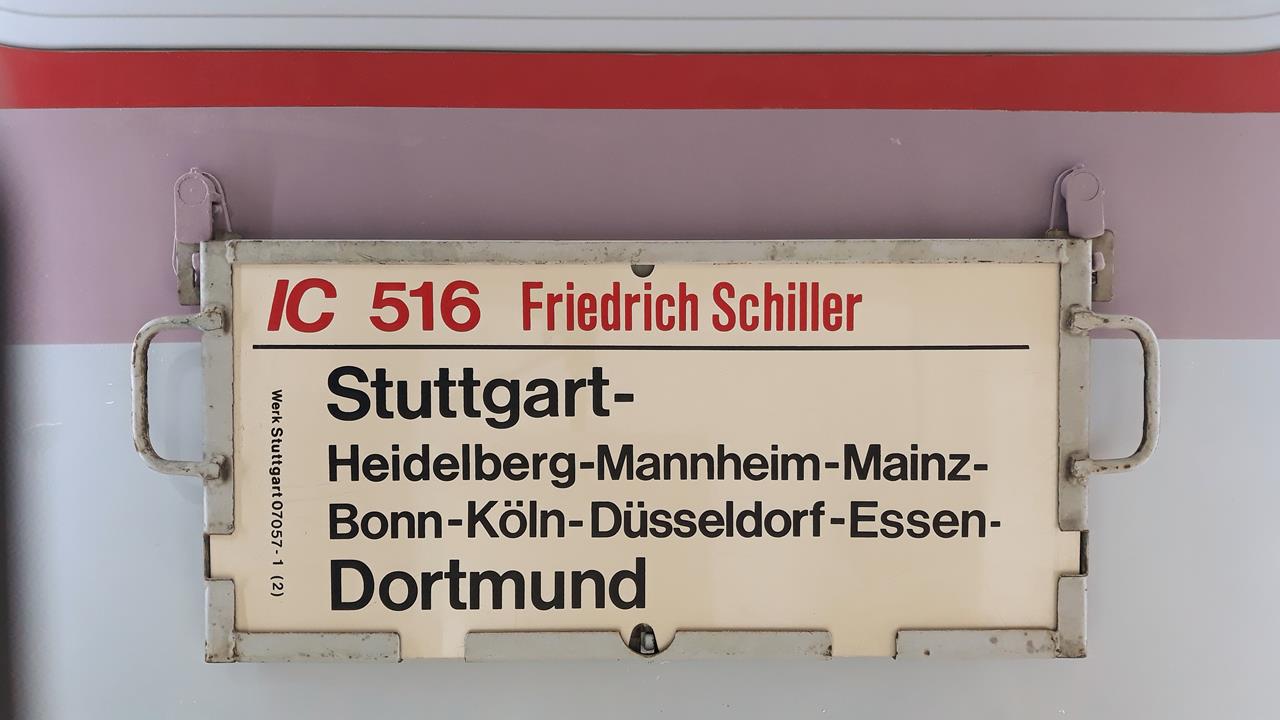 IC 516 Friedrich Schiller
Stuttgart-
Heidelberg-Mannheim-Mainz-
Bonn-Köln-Düsseldorf-Essen-
Dortmund
Werk Stuttgart 07057-1 (2)